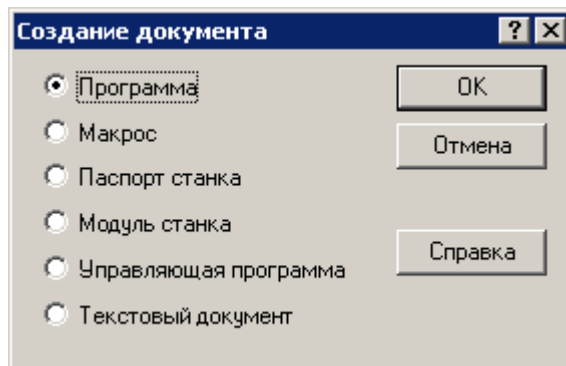 Создание документа
Программа
Макрос
Паспорт станка
Модуль станка
Управляющая программа
Текстовый документ
OK
Отмена
Справка